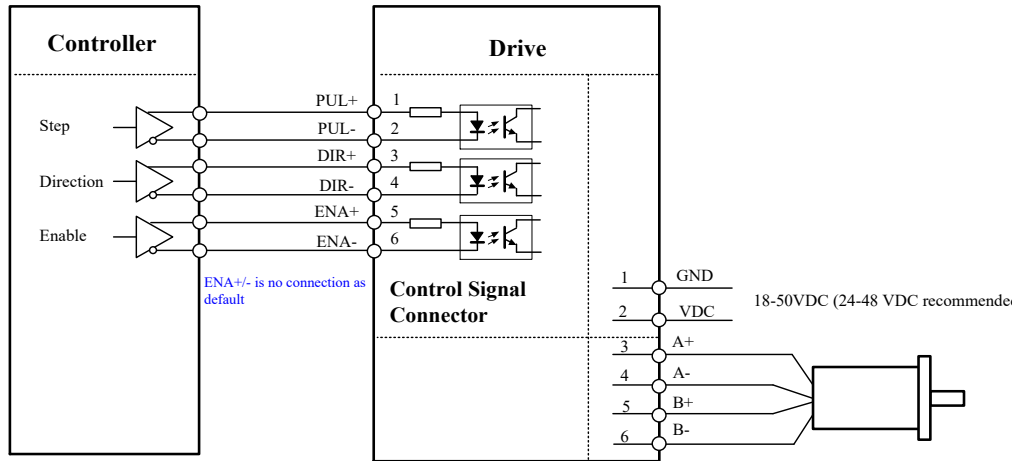 Controller
Drive
Step
Direction
Enable
PUL+
PUL-
DIR+
DIR-
ENA+
ENA-
1
2
3
4
5
6
ENA+/- is no connection as
default
Control Signal
Connector
1 GND
2 VDC
18-50VDC (24-48 VDC recommende
3 A+
4 A-
5 B+
6 B-